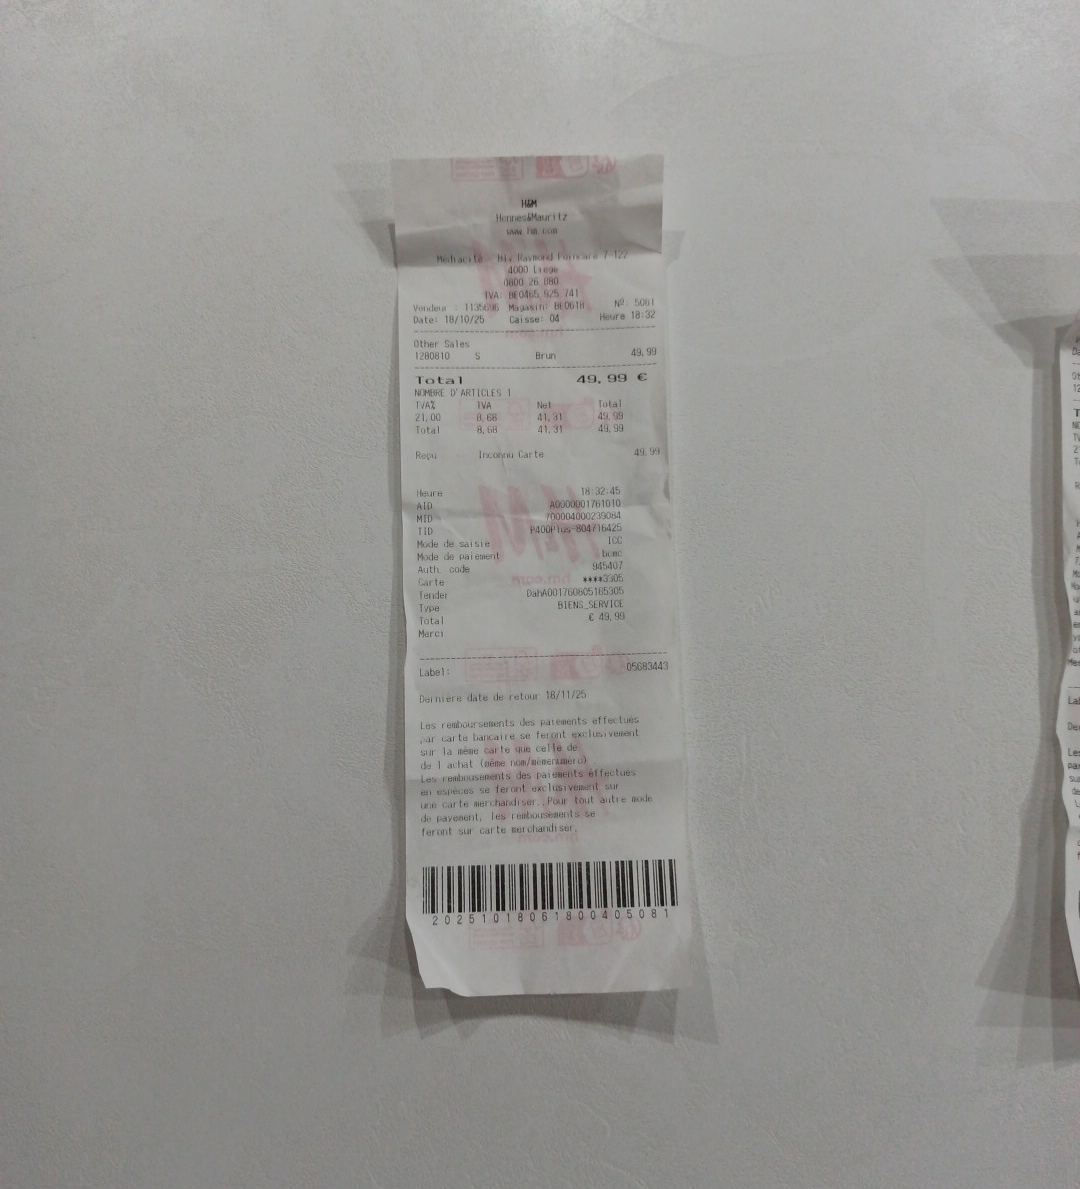 H&M
Hennes&Mauritz
www.hm.com
Mediacité - Blv Raymond Poincare 7-122
4000 Liege
0800 26 880
TVA: BE0465.925.741
Vendeur : 1135696 Magasin: BE0618 Nº: 5081
Date: 18/10/25 Caisse: 04 Heure 18:32
Other Sales
1280810 S Brun 49,99
Total 49,99 €
NOMBRE D'ARTICLES 1
TVA% TVA Net Total
21,00 8,68 41,31 49,99
Total 8,68 41,31 49,99
Reçu Inconnu Carte 49,99
Heure 18:32:45
AID A0000001761010
MID 700004000239084
TID P400Plus-804716425
Mode de saisie ICC
Mode de paiement bcmc
Auth. code 945407
Carte ****3305
Tender DahA001760805165305
Type BIENS_SERVICE
Total € 49,99
Merci
Label: 05683443
Dernière date de retour 18/11/25
Les remboursements des paiements effectués
par carte bancaire se feront exclusivement
sur la même carte que celle de
de l achat (même nom/mêmenumero)
Les rembousements des paiements éffectués
en espèces se feront exclusivement sur
une carte merchandiser..Pour tout autre mode
de payement, les rembousements se
feront sur carte merchandiser.
20251018061800405081